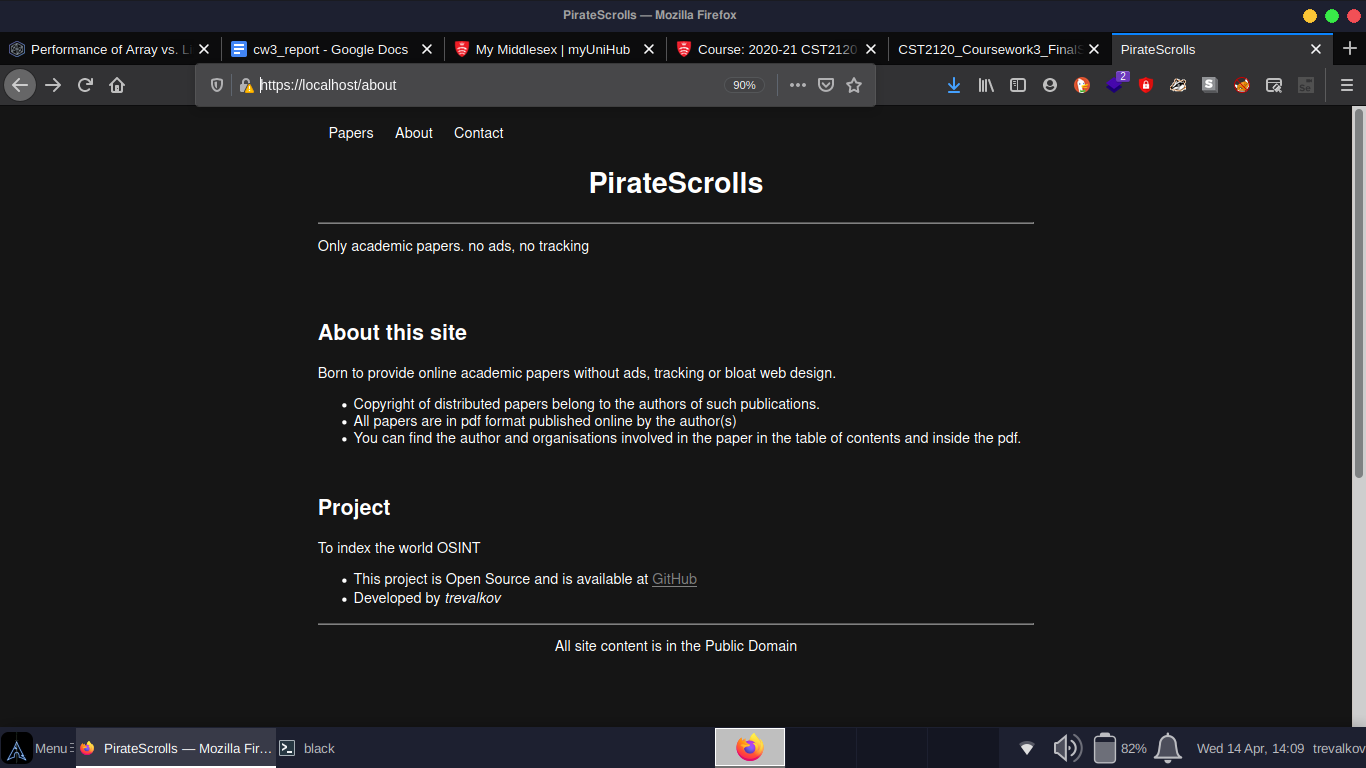 PirateScrolls — Mozilla Firefox
Performance of Array vs. Li
cw3_report - Google Docs
My Middlesex | myUniHub
Course: 2020-21 CST2120
CST2120_Coursework3_Final
PirateScrolls
https://localhost/about
90%
2
S
Papers About Contact
PirateScrolls
Only academic papers. no ads, no tracking
About this site
Born to provide online academic papers without ads, tracking or bloat web design.
• Copyright of distributed papers belong to the authors of such publications.
• All papers are in pdf format published online by the author(s)
• You can find the author and organisations involved in the paper in the table of contents and inside the pdf.
Project
To index the world OSINT
• This project is Open Source and is available at GitHub
• Developed by trevalkov
All site content is in the Public Domain
Menu
PirateScrolls — Mozilla Fir...
black
82%
Wed 14 Apr, 14:09
trevalkov